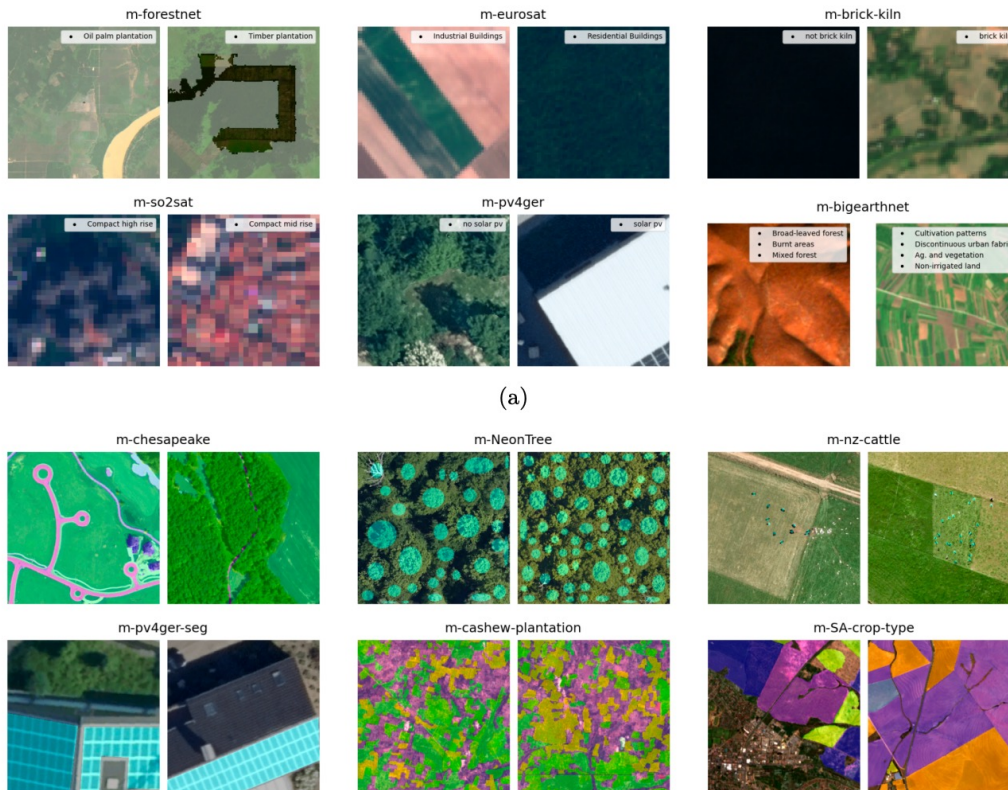 m-forestnet
• Oil palm plantation
• Timber plantation
m-eurosat
• Industrial Buildings
• Residential Buildings
m-brick-kiln
• not brick kiln
• brick kiln
m-so2sat
• Compact high rise
• Compact mid rise
m-pv4ger
• no solar pv
• solar pv
m-bigearthnet
• Broad-leaved forest
• Burnt areas
• Mixed forest
• Cultivation patterns
• Discontinuous urban fabric
• Ag. and vegetation
• Non-irrigated land
(a)
m-chesapeake
m-NeonTree
m-nz-cattle
m-pv4ger-seg
m-cashew-plantation
m-SA-crop-type